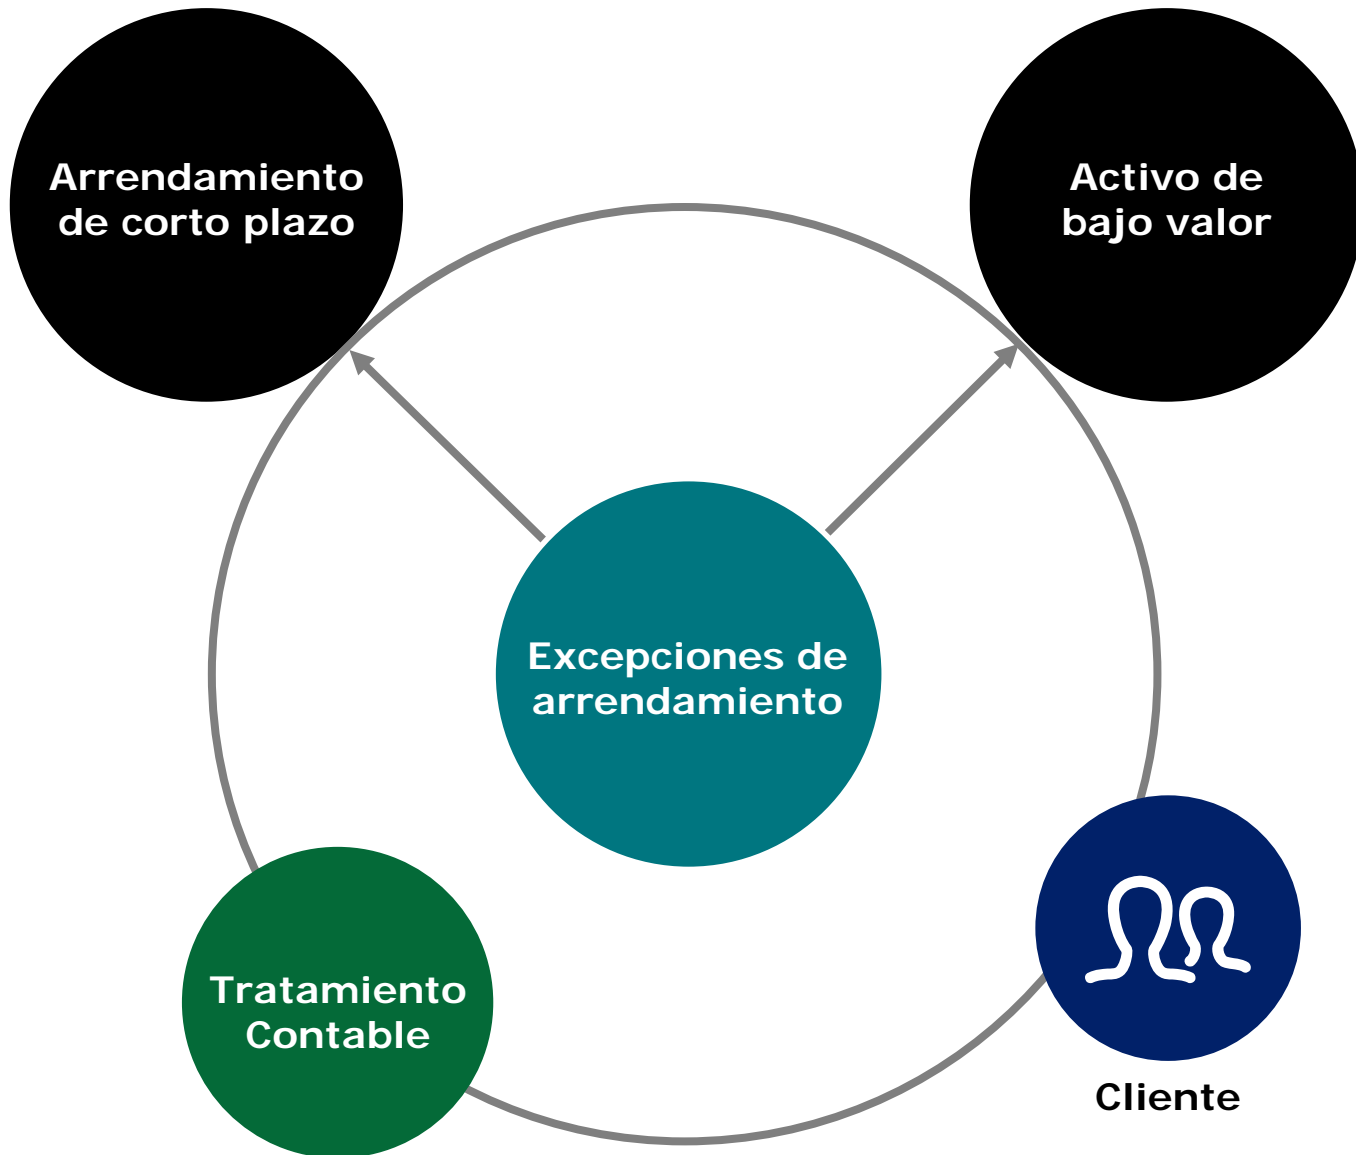 Arrendamiento
de corto plazo
Activo de
bajo valor
Excepciones de
arrendamiento
Tratamiento
Contable
Cliente